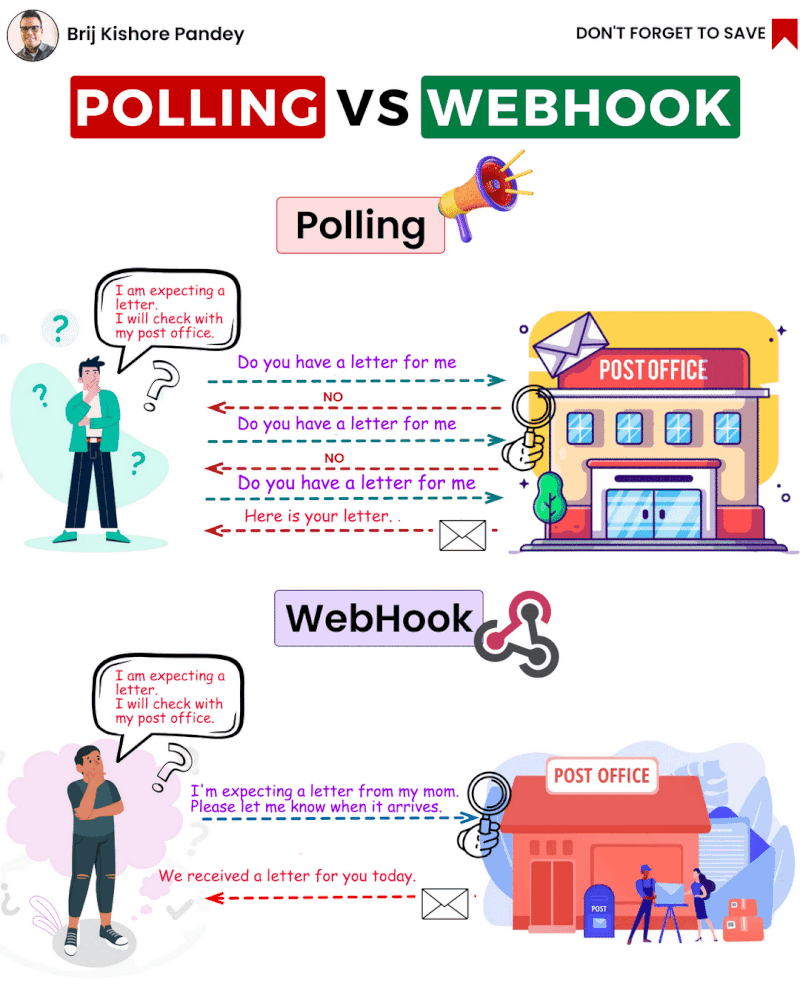 Brij Kishore Pandey
DON'T FORGET TO SAVE
POLLING VS WEBHOOK
Polling
I am expecting a
letter.
I will check with
my post office.
Do you have a letter for me
POST OFFICE
NO
Do you have a letter for me
NO
Do you have a letter for me
Here is your letter. .
WebHook
I am expecting a
letter.
I will check with
my post office.
POST OFFICE
I'm expecting a letter from my mom.
Please let me know when it arrives.
We received a letter for you today.
POST